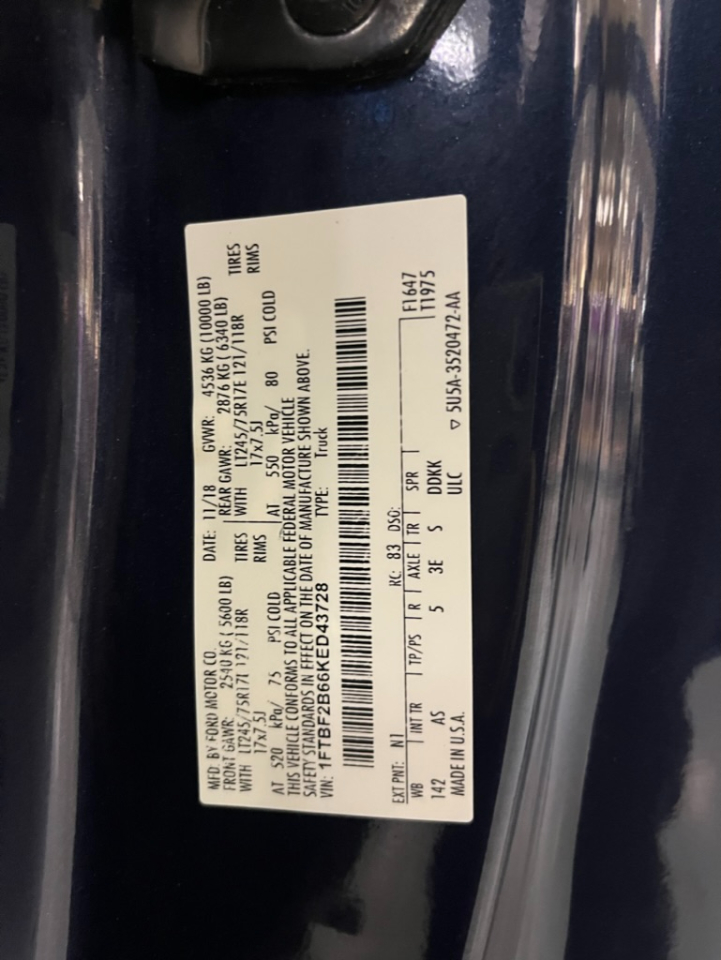 MFD. BY FORD MOTOR CO. DATE: 11/18 GVWR: 4536 KG (10000 LB)
FRONT GAWR: 2540 KG ( 5600 LB) REAR GAWR: 2876 KG ( 6340 LB)
WITH LT245/75R17E 121/118R TIRES WITH LT245/75R17E 121/118R TIRES
17x7.5J RIMS 17x7.5J RIMS
AT 520 kPa/ 75 PSI COLD AT 550 kPa/ 80 PSI COLD
THIS VEHICLE CONFORMS TO ALL APPLICABLE FEDERAL MOTOR VEHICLE
SAFETY STANDARDS IN EFFECT ON THE DATE OF MANUFACTURE SHOWN ABOVE.
VIN: 1FTBF2B66KED43728 TYPE: Truck
EXT PNT: N1 RC: 83 DSO: F1647
WB INT TR TP/PS R AXLE TR SPR T1975
142 AS 5 3E S DDKK
MADE IN U.S.A. ULC ▽ 5U5A-3520472-AA